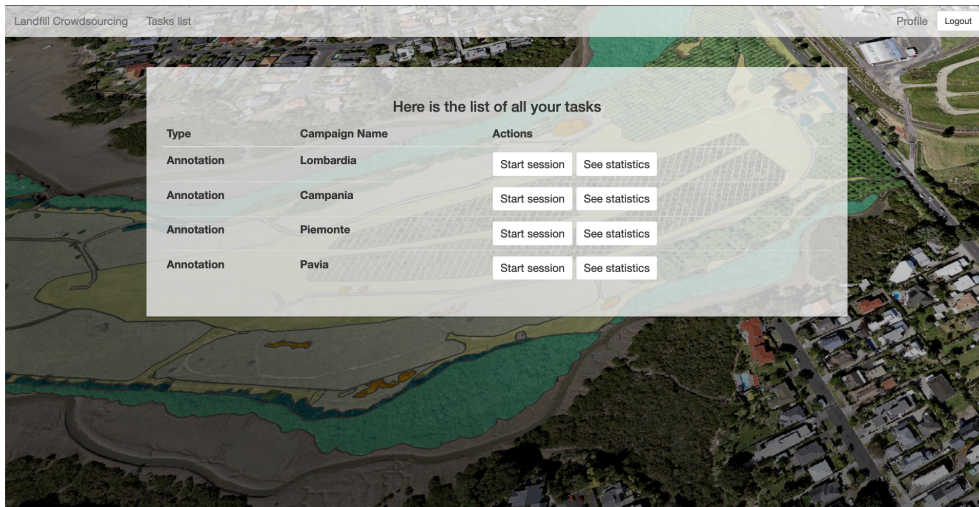 Landfill Crowdsourcing Tasks list Profile Logout
Here is the list of all your tasks
Type Campaign Name Actions
Annotation Lombardia Start session See statistics
Annotation Campania Start session See statistics
Annotation Piemonte Start session See statistics
Annotation Pavia Start session See statistics